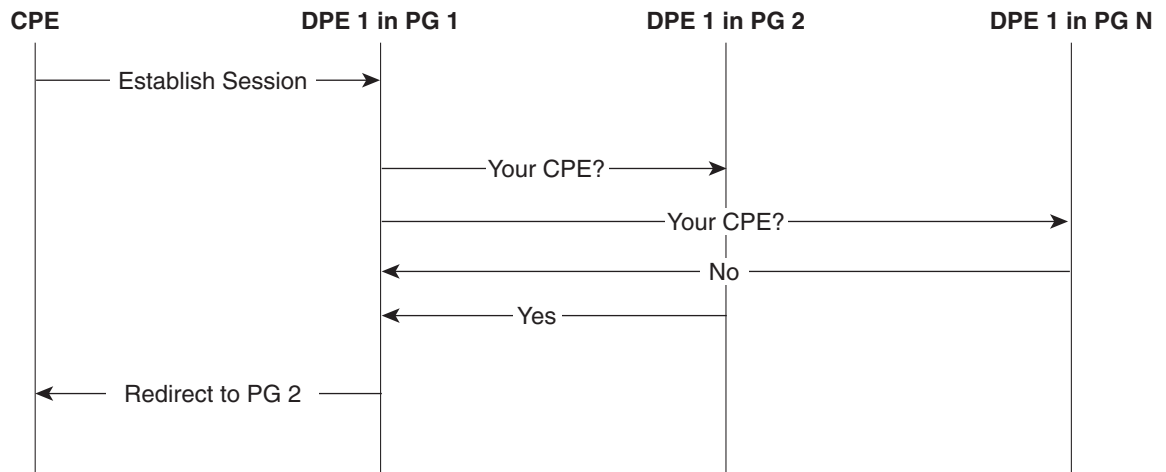 CPE
DPE 1 in PG 1
DPE 1 in PG 2
DPE 1 in PG N
Establish Session
Your CPE?
Your CPE?
No
Yes
Redirect to PG 2